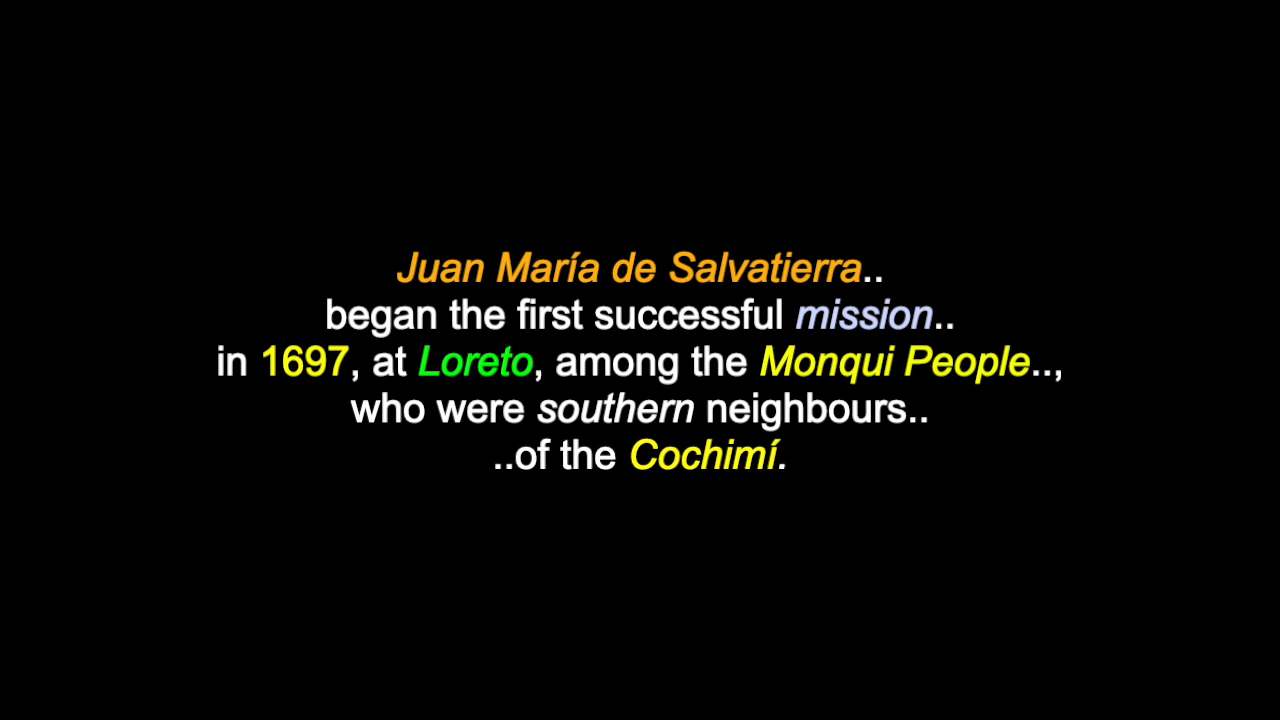 Juan María de Salvatierra..
began the first successful mission..
in 1697, at Loreto, among the Monqui People..,
who were southern neighbours..
..of the Cochimí.